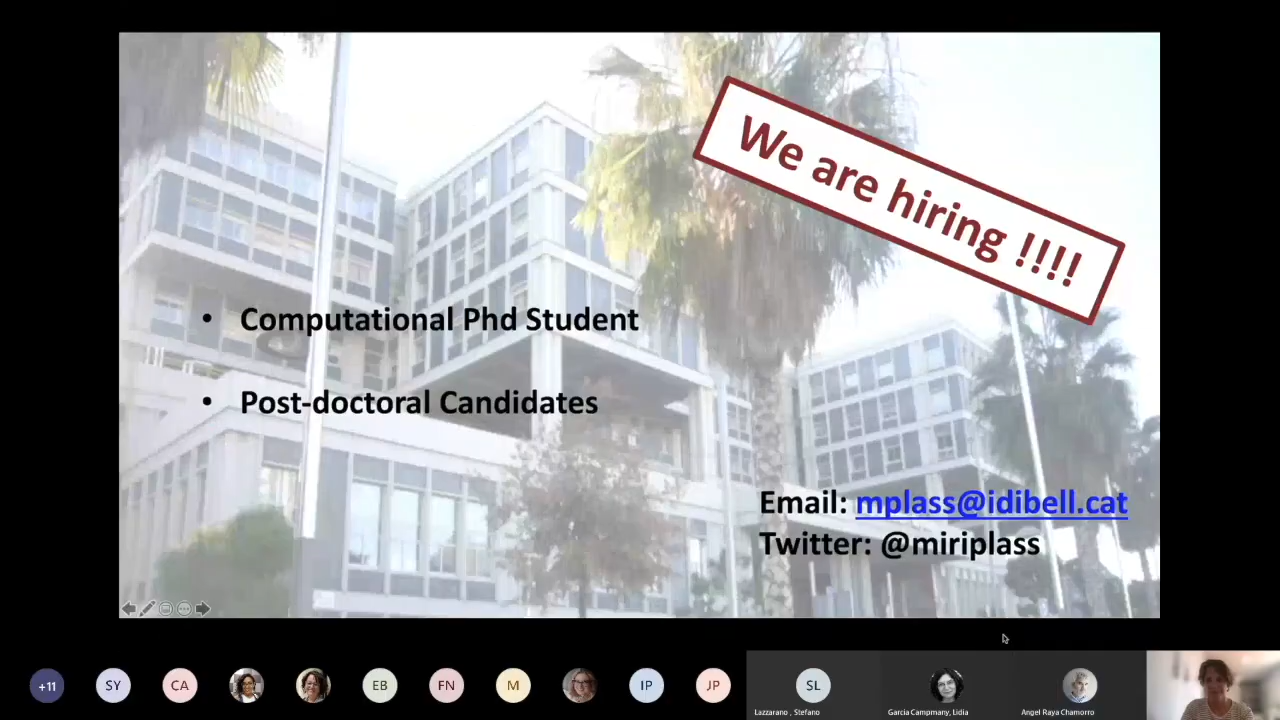 We are hiring !!!!
• Computational Phd Student
• Post-doctoral Candidates
Email: mplass@idibell.cat
Twitter: @miriplass
+11
SY
CA
EB
FN
M
IP
JP
SL
Lazzarano , Stefano
Garcia Campmany, Lidia
Angel Raya Chamorro